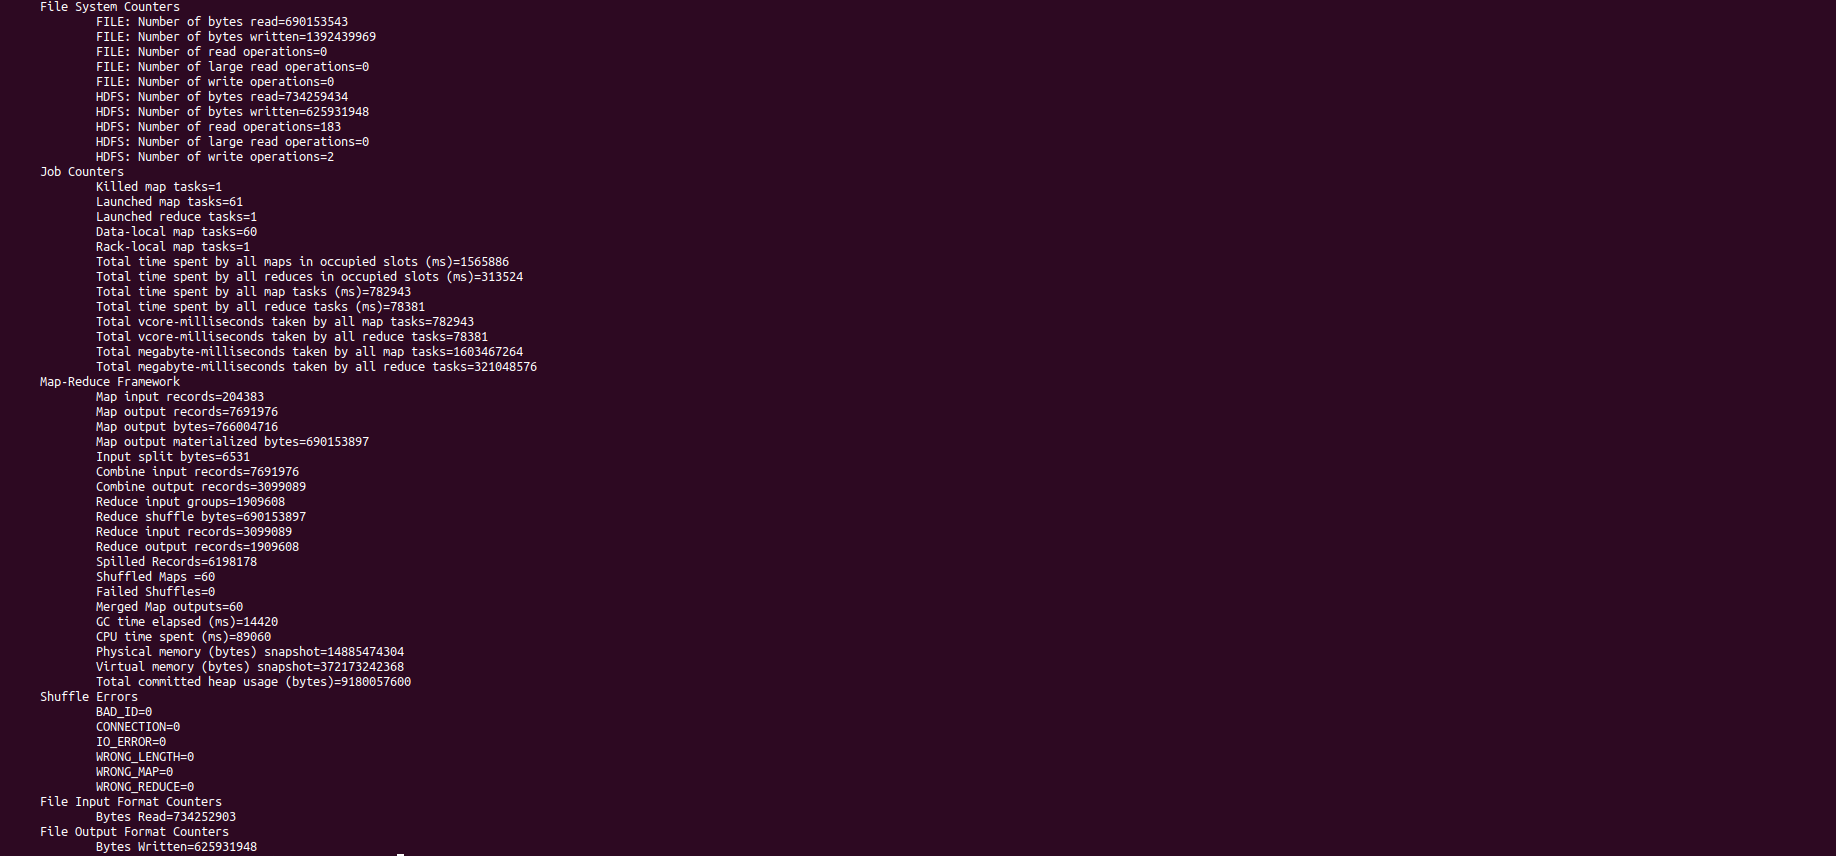 File System Counters
FILE: Number of bytes read=690153543
FILE: Number of bytes written=1392439969
FILE: Number of read operations=0
FILE: Number of large read operations=0
FILE: Number of write operations=0
HDFS: Number of bytes read=734259434
HDFS: Number of bytes written=625931948
HDFS: Number of read operations=183
HDFS: Number of large read operations=0
HDFS: Number of write operations=2
Job Counters
Killed map tasks=1
Launched map tasks=61
Launched reduce tasks=1
Data-local map tasks=60
Rack-local map tasks=1
Total time spent by all maps in occupied slots (ms)=1565886
Total time spent by all reduces in occupied slots (ms)=313524
Total time spent by all map tasks (ms)=782943
Total time spent by all reduce tasks (ms)=78381
Total vcore-milliseconds taken by all map tasks=782943
Total vcore-milliseconds taken by all reduce tasks=78381
Total megabyte-milliseconds taken by all map tasks=1603467264
Total megabyte-milliseconds taken by all reduce tasks=321048576
Map-Reduce Framework
Map input records=204383
Map output records=7691976
Map output bytes=766004716
Map output materialized bytes=690153897
Input split bytes=6531
Combine input records=7691976
Combine output records=3099089
Reduce input groups=1909608
Reduce shuffle bytes=690153897
Reduce input records=3099089
Reduce output records=1909608
Spilled Records=6198178
Shuffled Maps =60
Failed Shuffles=0
Merged Map outputs=60
GC time elapsed (ms)=14420
CPU time spent (ms)=89060
Physical memory (bytes) snapshot=14885474304
Virtual memory (bytes) snapshot=372173242368
Total committed heap usage (bytes)=9180057600
Shuffle Errors
BAD_ID=0
CONNECTION=0
IO_ERROR=0
WRONG_LENGTH=0
WRONG_MAP=0
WRONG_REDUCE=0
File Input Format Counters
Bytes Read=734252903
File Output Format Counters
Bytes Written=625931948